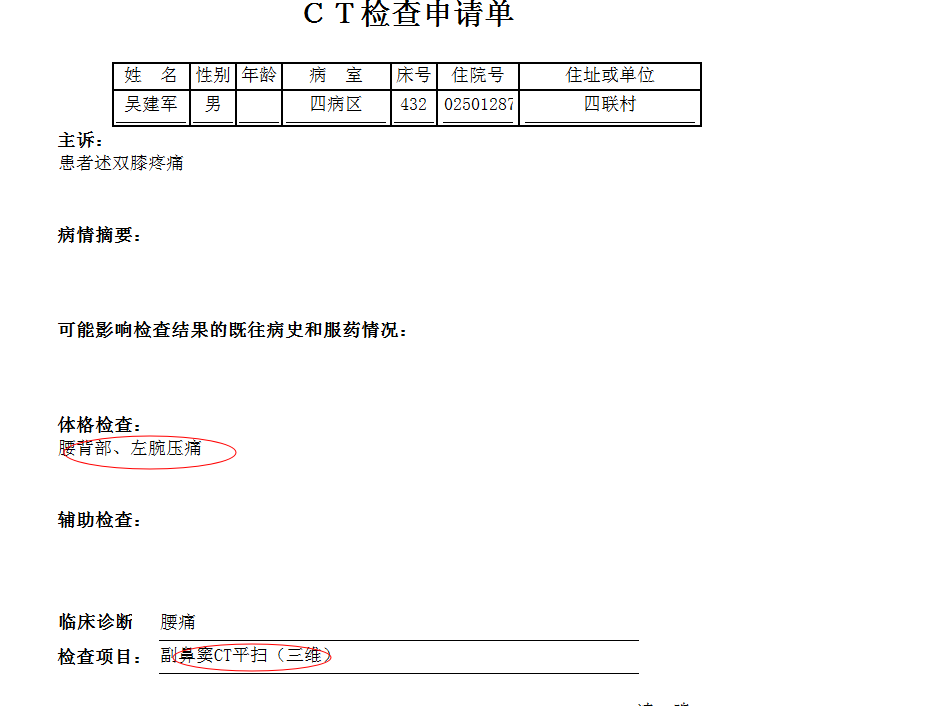 CT检查申请单
姓 名 性别 年龄 病 室 床号 住院号 住址或单位
吴建军 男 四病区 432 02501287 四联村
主诉：
患者述双膝疼痛
病情摘要：
可能影响检查结果的既往病史和服药情况：
体格检查：
腰背部、左腕压痛
辅助检查：
临床诊断 腰痛
检查项目： 副鼻窦CT平扫（三维）